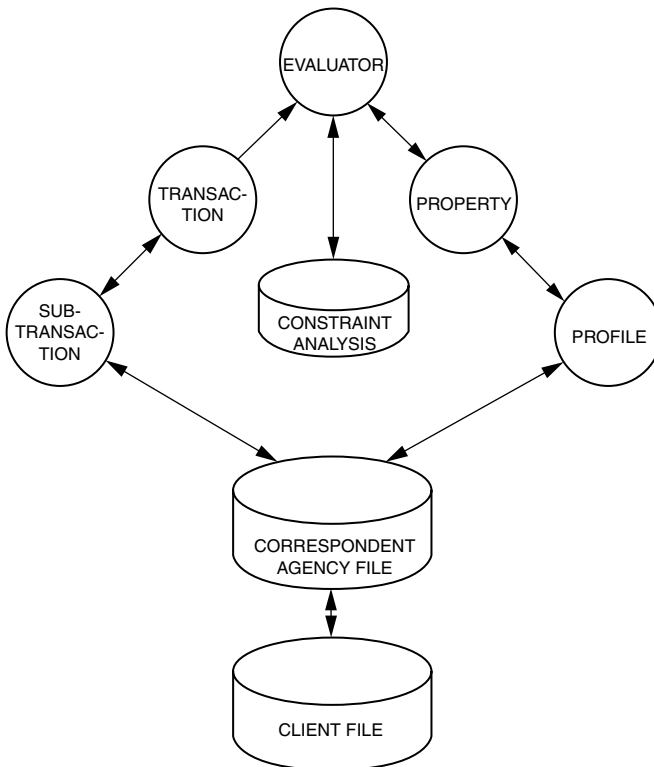 EVALUATOR
TRANSAC-
TION
PROPERTY
SUB-
TRANSAC-
TION
CONSTRAINT
ANALYSIS
PROFILE
CORRESPONDENT
AGENCY FILE
CLIENT FILE